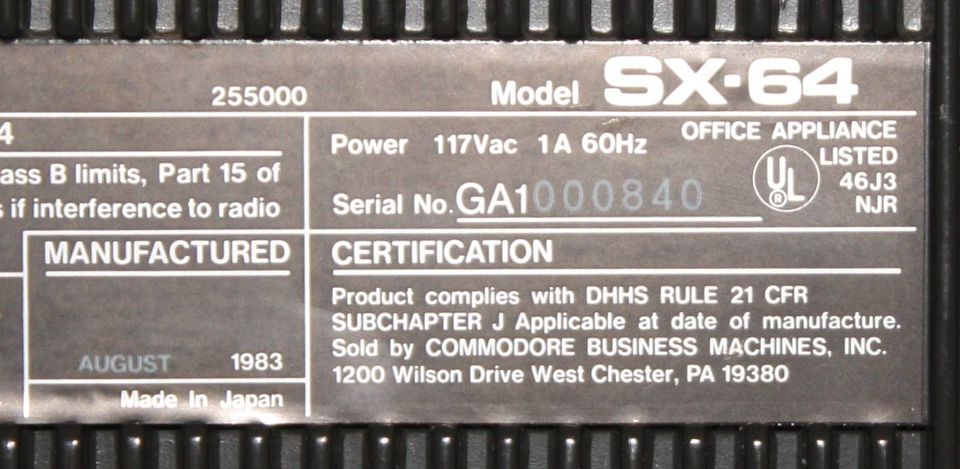 255000 Model SX-64
4
ass B limits, Part 15 of
s if interference to radio
Power 117Vac 1A 60Hz
Serial No. GA1000840
OFFICE APPLIANCE
UL ® LISTED
46J3
NJR
MANUFACTURED
AUGUST 1983
Made In Japan
CERTIFICATION
Product complies with DHHS RULE 21 CFR
SUBCHAPTER J Applicable at date of manufacture.
Sold by COMMODORE BUSINESS MACHINES, INC.
1200 Wilson Drive West Chester, PA 19380